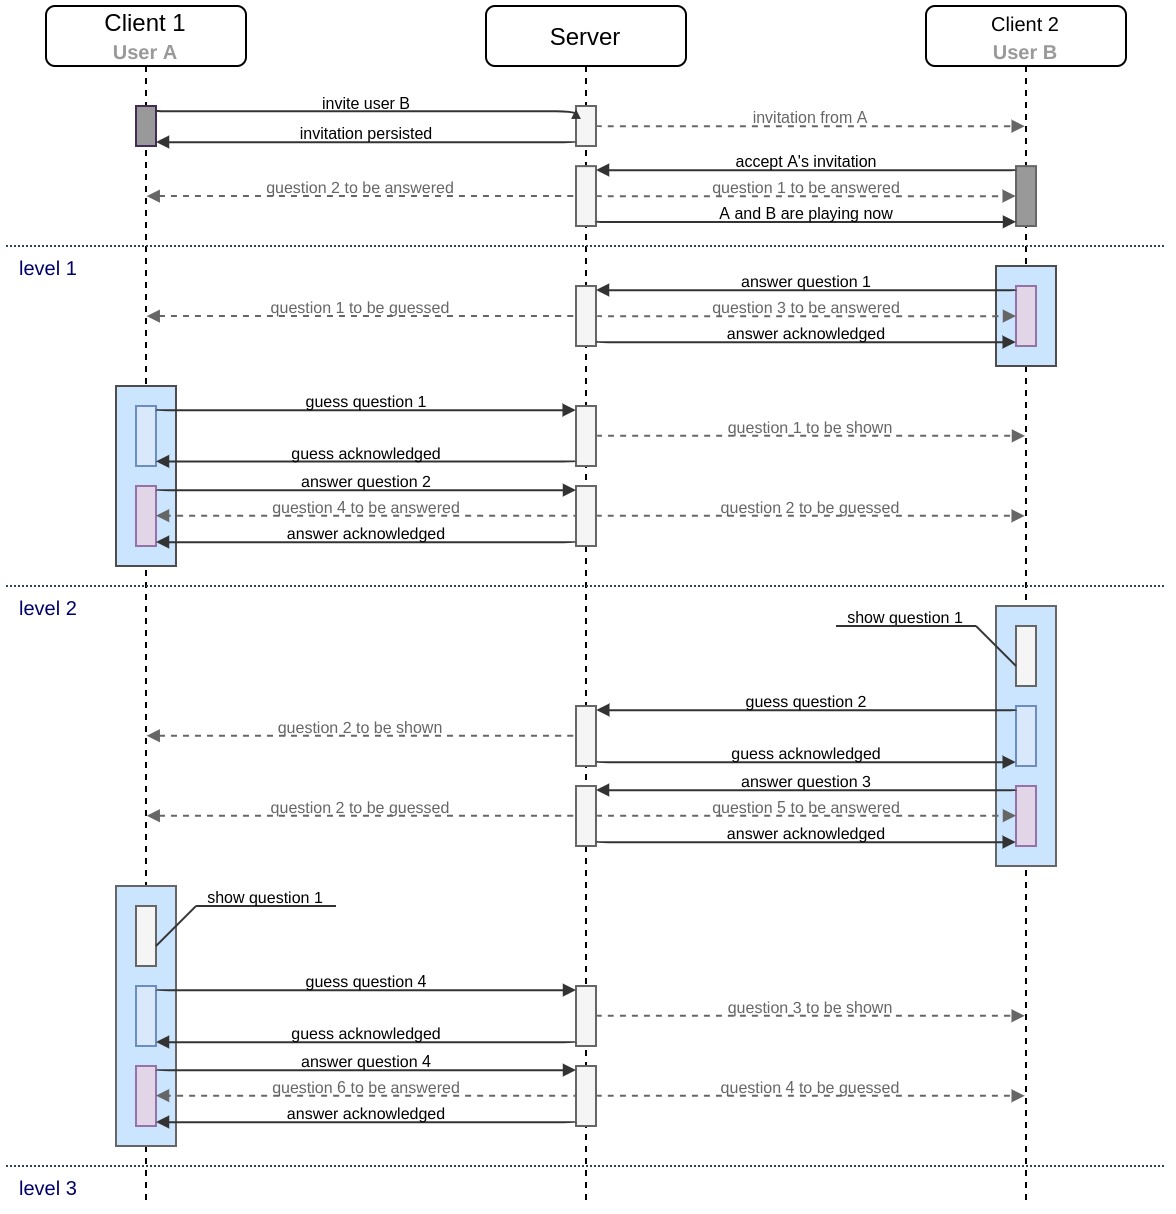 Client 1
User A
Server
Client 2
User B
invite user B
invitation from A
invitation persisted
accept A's invitation
question 2 to be answered
question 1 to be answered
A and B are playing now
level 1
answer question 1
question 1 to be guessed
question 3 to be answered
answer acknowledged
guess question 1
question 1 to be shown
guess acknowledged
answer question 2
question 4 to be answered
question 2 to be guessed
answer acknowledged
level 2
show question 1
guess question 2
question 2 to be shown
guess acknowledged
answer question 3
question 2 to be guessed
question 5 to be answered
answer acknowledged
show question 1
guess question 4
question 3 to be shown
guess acknowledged
answer question 4
question 6 to be answered
question 4 to be guessed
answer acknowledged
level 3